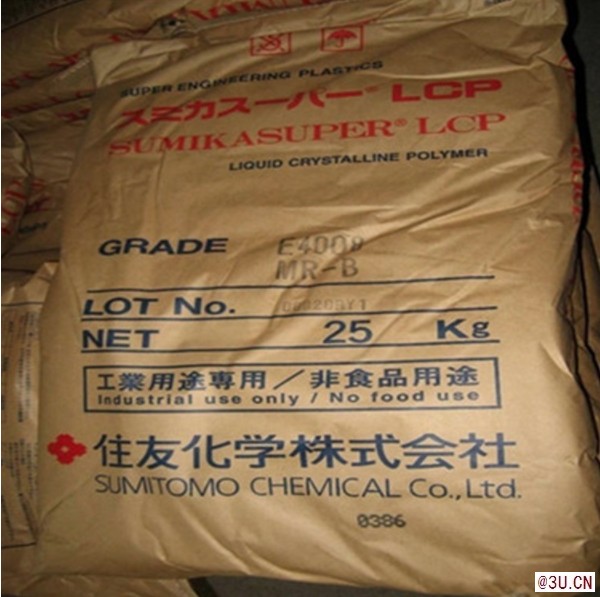 SUPER ENGINEERING PLASTICS
スミカスーパー® LCP
SUMIKASUPER® LCP
LIQUID CRYSTALLINE POLYMER
GRADE E4008
MR-B
LOT No.
NET 25 Kg
工業用途専用/非食品用途
Industrial use only / No food use
住友化学株式会社
SUMITOMO CHEMICAL Co.,Ltd.
0386
@3U.CN